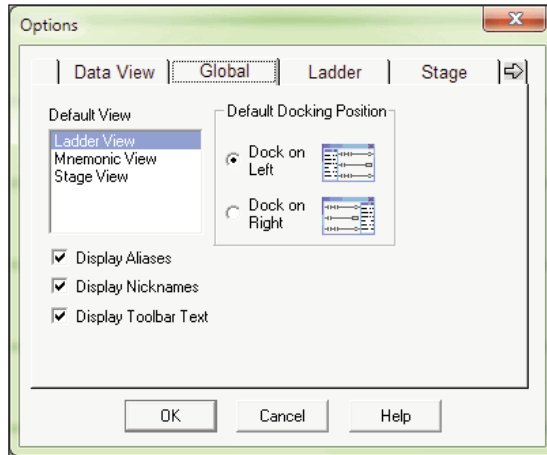 Options
Data View
Global
Ladder
Stage
Default View
Ladder View
Mnemonic View
Stage View
Default Docking Position
Dock on
Left
Dock on
Right
Display Aliases
Display Nicknames
Display Toolbar Text
OK
Cancel
Help